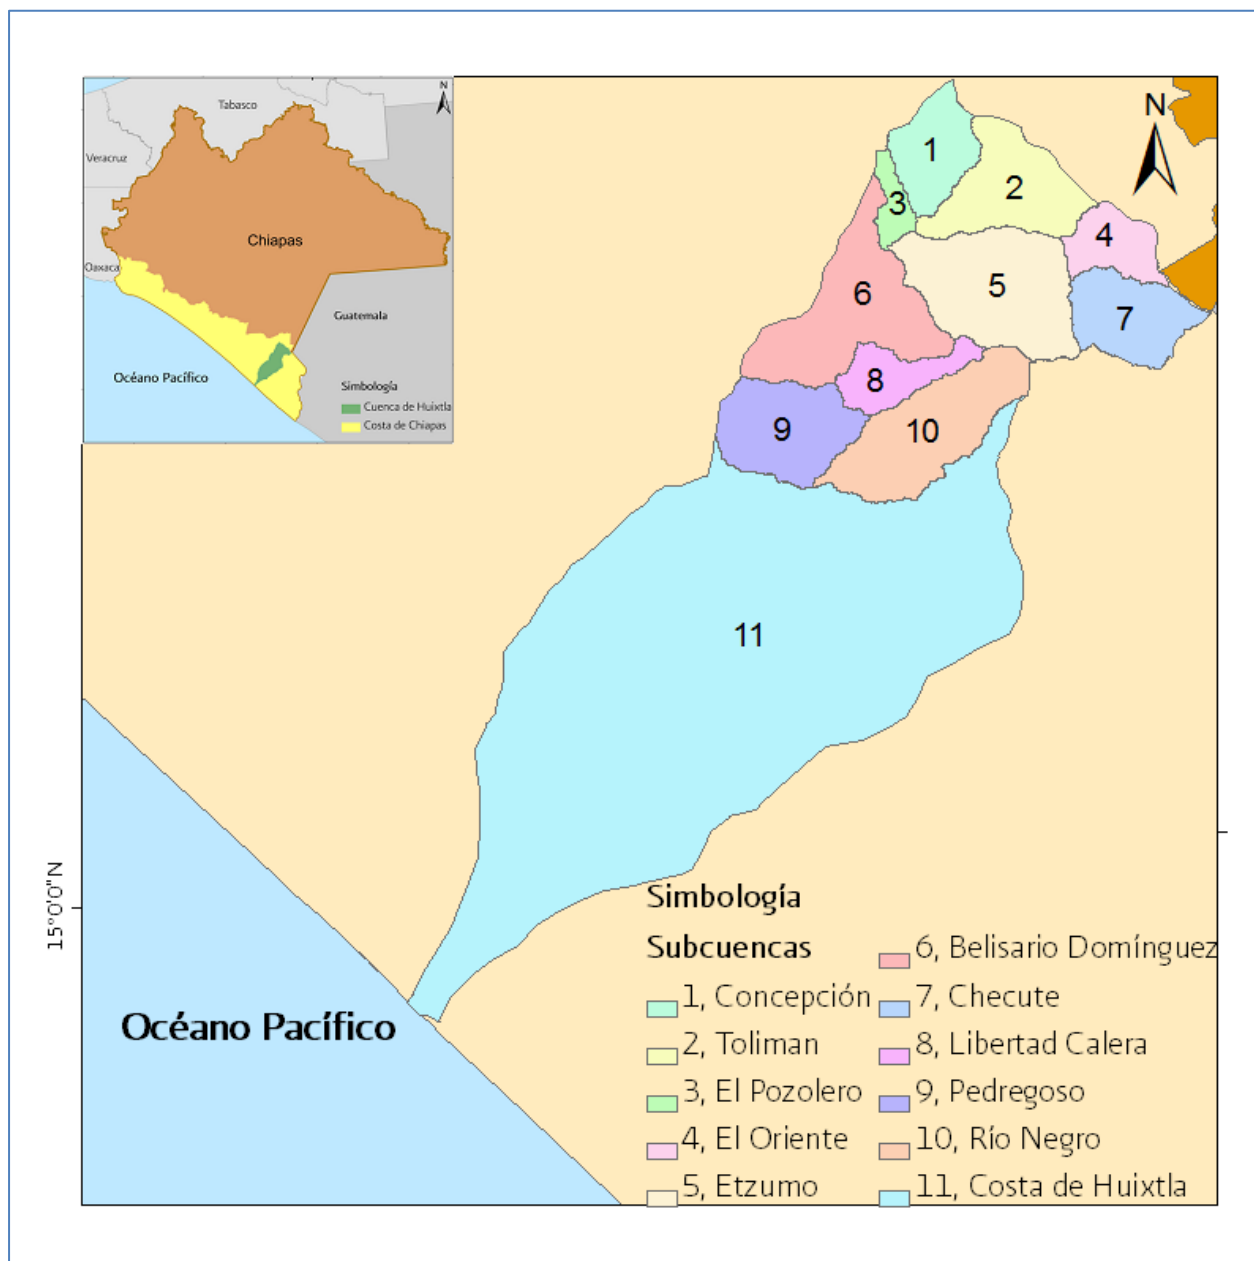 N
Tabasco
Veracruz
Chiapas
Oaxaca
Guatemala
Océano Pacífico
Simbología
Cuenca de Huixtla
Costa de Chiapas
N
1
2
3
4
5
6
7
8
9
10
11
15°0'0"N
Océano Pacífico
Simbología
Subcuencas
1, Concepción
2, Toliman
3, El Pozolero
4, El Oriente
5, Etzumo
6, Belisario Domínguez
7, Checute
8, Libertad Calera
9, Pedregoso
10, Río Negro
11, Costa de Huixtla